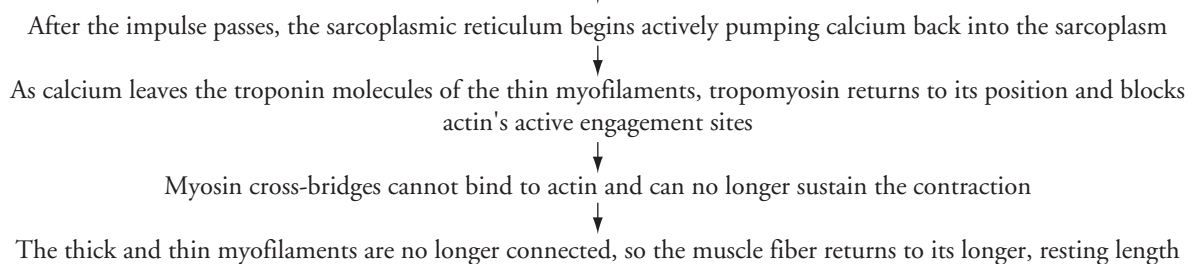 After the impulse passes, the sarcoplasmic reticulum begins actively pumping calcium back into the sarcoplasm
As calcium leaves the troponin molecules of the thin myofilaments, tropomyosin returns to its position and blocks
actin's active engagement sites
Myosin cross-bridges cannot bind to actin and can no longer sustain the contraction
The thick and thin myofilaments are no longer connected, so the muscle fiber returns to its longer, resting length